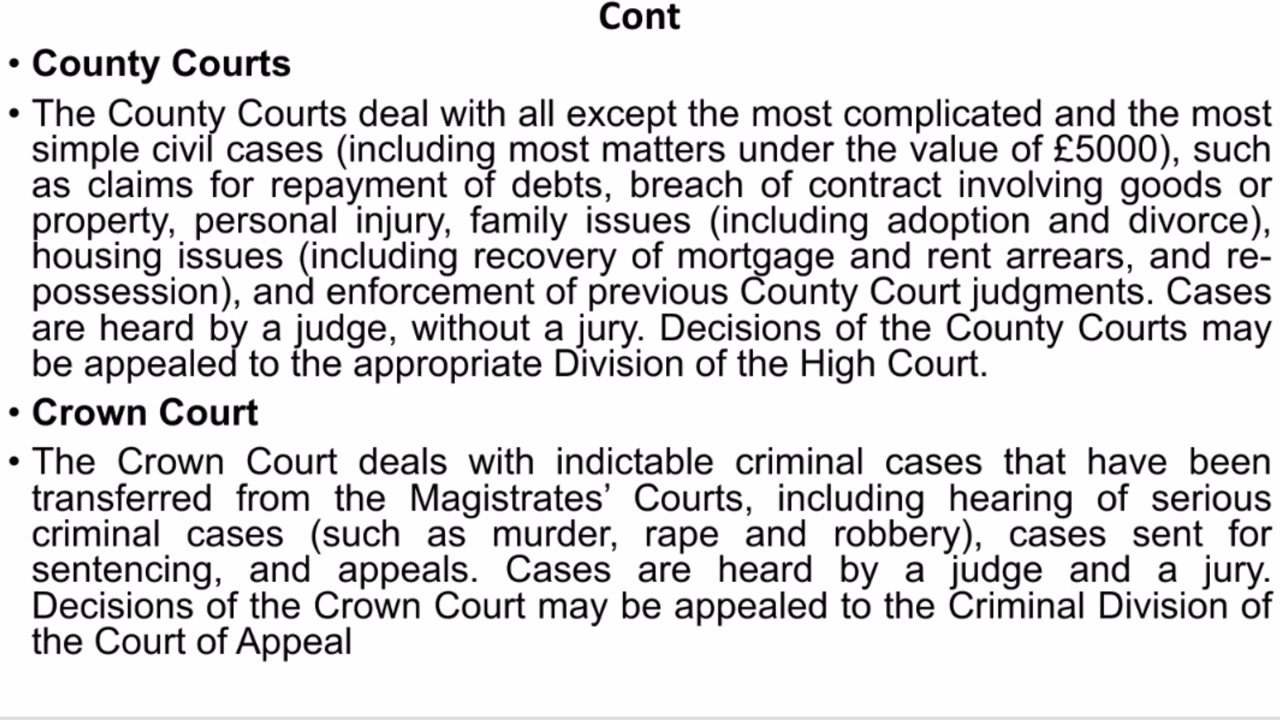 Cont
• County Courts
• The County Courts deal with all except the most complicated and the most
simple civil cases (including most matters under the value of £5000), such
as claims for repayment of debts, breach of contract involving goods or
property, personal injury, family issues (including adoption and divorce),
housing issues (including recovery of mortgage and rent arrears, and re-
possession), and enforcement of previous County Court judgments. Cases
are heard by a judge, without a jury. Decisions of the County Courts may
be appealed to the appropriate Division of the High Court.
• Crown Court
• The Crown Court deals with indictable criminal cases that have been
transferred from the Magistrates’ Courts, including hearing of serious
criminal cases (such as murder, rape and robbery), cases sent for
sentencing, and appeals. Cases are heard by a judge and a jury.
Decisions of the Crown Court may be appealed to the Criminal Division of
the Court of Appeal